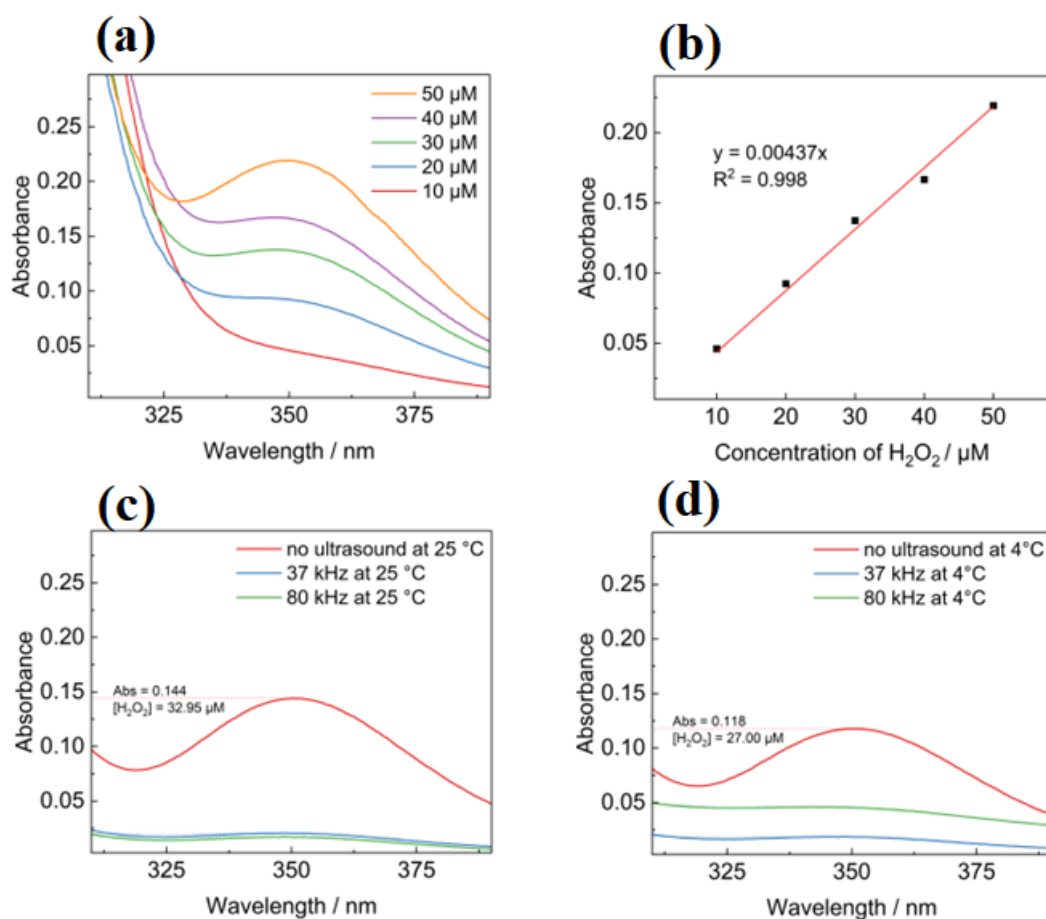 (a)
50 µM
40 µM
30 µM
20 µM
10 µM
0.25
0.20
0.15
0.10
0.05
Absorbance
325 350 375
Wavelength / nm
(b)
y = 0.00437x
R² = 0.998
0.20
0.15
0.10
0.05
Absorbance
10 20 30 40 50
Concentration of H₂O₂ / µM
(c)
no ultrasound at 25 °C
37 kHz at 25 °C
80 kHz at 25 °C
0.25
0.20
0.15
0.10
0.05
Absorbance
Abs = 0.144
[H₂O₂] = 32.95 µM
325 350 375
Wavelength / nm
(d)
no ultrasound at 4°C
37 kHz at 4°C
80 kHz at 4°C
0.25
0.20
0.15
0.10
0.05
Absorbance
Abs = 0.118
[H₂O₂] = 27.00 µM
325 350 375
Wavelength / nm